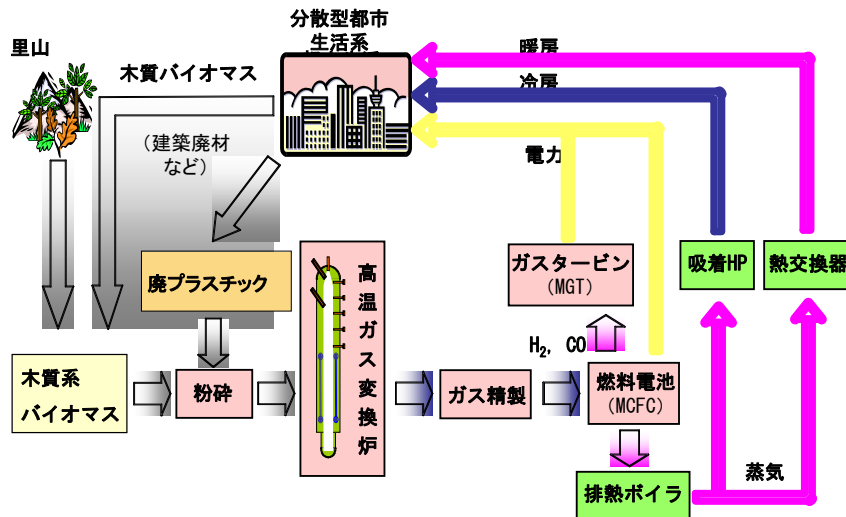 分散型都市
生活系
里山
木質バイオマス
(建築廃材
など)
暖房
冷房
電力
廃プラスチック
高温ガス変換炉
ガスタービン
(MGT)
吸着HP
熱交換器
H₂, CO
木質系
バイオマス
粉砕
ガス精製
燃料電池
(MCFC)
排熱ボイラ
蒸気